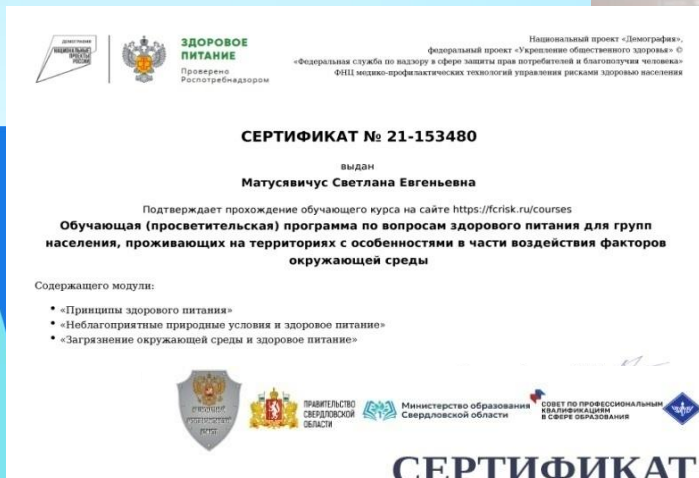 ДЕМОГРАФИЯ
НАЦИОНАЛЬНЫЕ
ПРОЕКТЫ
РОССИИ
ЗДОРОВОЕ
ПИТАНИЕ
Проверено
Роспотребнадзором
Национальный проект «Демография»,
федеральный проект «Укрепление общественного здоровья» ©
«Федеральная служба по надзору в сфере защиты прав потребителей и благополучия человека»
ФНЦ медико-профилактических технологий управления рисками здоровью населения
СЕРТИФИКАТ № 21-153480
выдан
Матусявичус Светлана Евгеньевна
Подтверждает прохождение обучающего курса на сайте https://fcrisk.ru/courses
Обучающая (просветительская) программа по вопросам здорового питания для групп
населения, проживающих на территориях с особенностями в части воздействия факторов
окружающей среды
Содержащего модули:
• «Принципы здорового питания»
• «Неблагоприятные природные условия и здоровое питание»
• «Загрязнение окружающей среды и здоровое питание»
ПРАВИТЕЛЬСТВО
СВЕРДЛОВСКОЙ
ОБЛАСТИ
Министерство образования
Свердловской области
СОВЕТ ПО ПРОФЕССИОНАЛЬНЫМ
КВАЛИФИКАЦИЯМ
В СФЕРЕ ОБРАЗОВАНИЯ
СЕРТИФИКАТ